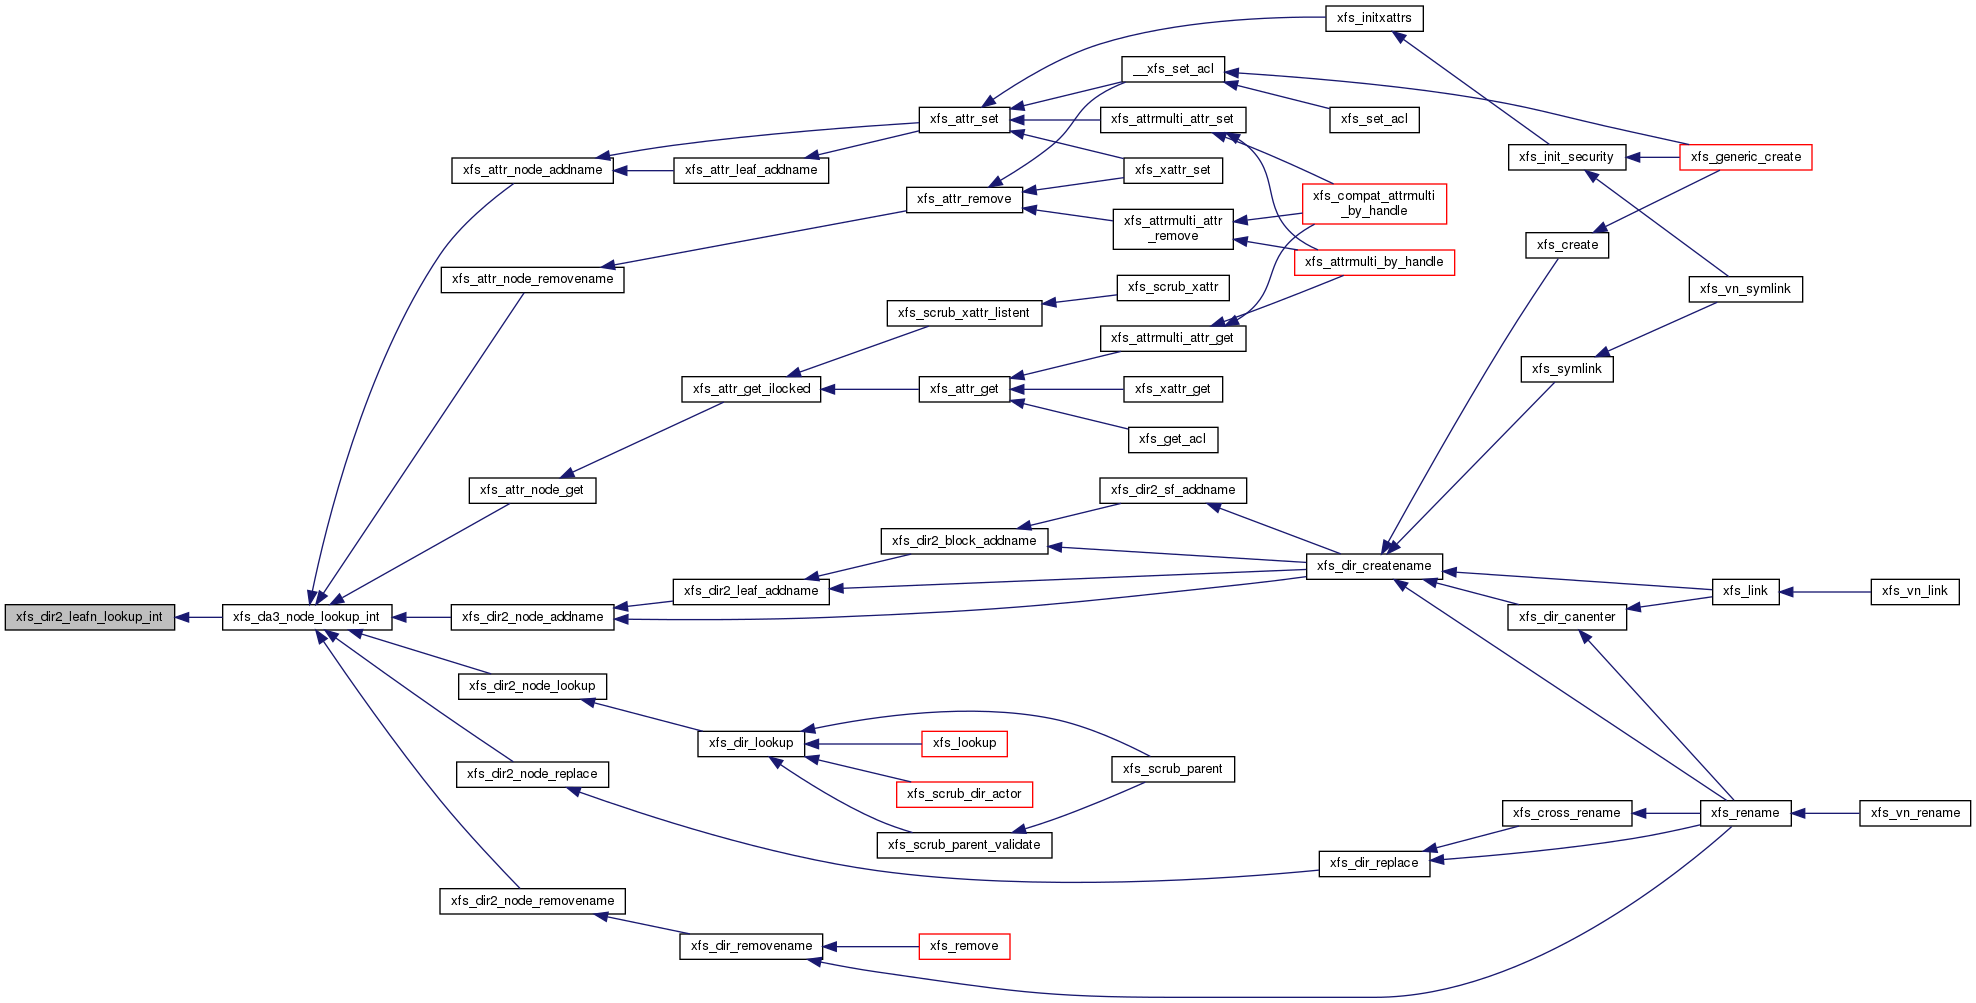 xfs_initxattrs
__xfs_set_acl
xfs_attr_set
xfs_attrmulti_attr_set
xfs_set_acl
xfs_attr_node_addname
xfs_attr_leaf_addname
xfs_xattr_set
xfs_init_security
xfs_generic_create
xfs_attr_remove
xfs_compat_attrmulti
_by_handle
xfs_attrmulti_attr
_remove
xfs_create
xfs_attrmulti_by_handle
xfs_attr_node_removename
xfs_scrub_xattr
xfs_vn_symlink
xfs_scrub_xattr_listent
xfs_attrmulti_attr_get
xfs_symlink
xfs_attr_get_ilocked
xfs_attr_get
xfs_xattr_get
xfs_get_acl
xfs_attr_node_get
xfs_dir2_sf_addname
xfs_dir2_block_addname
xfs_dir_createname
xfs_dir2_leaf_addname
xfs_link
xfs_vn_link
xfs_dir2_leafn_lookup_int
xfs_da3_node_lookup_int
xfs_dir2_node_addname
xfs_dir_canenter
xfs_dir2_node_lookup
xfs_dir_lookup
xfs_lookup
xfs_scrub_parent
xfs_dir2_node_replace
xfs_scrub_dir_actor
xfs_cross_rename
xfs_rename
xfs_vn_rename
xfs_scrub_parent_validate
xfs_dir_replace
xfs_dir2_node_removename
xfs_dir_removename
xfs_remove